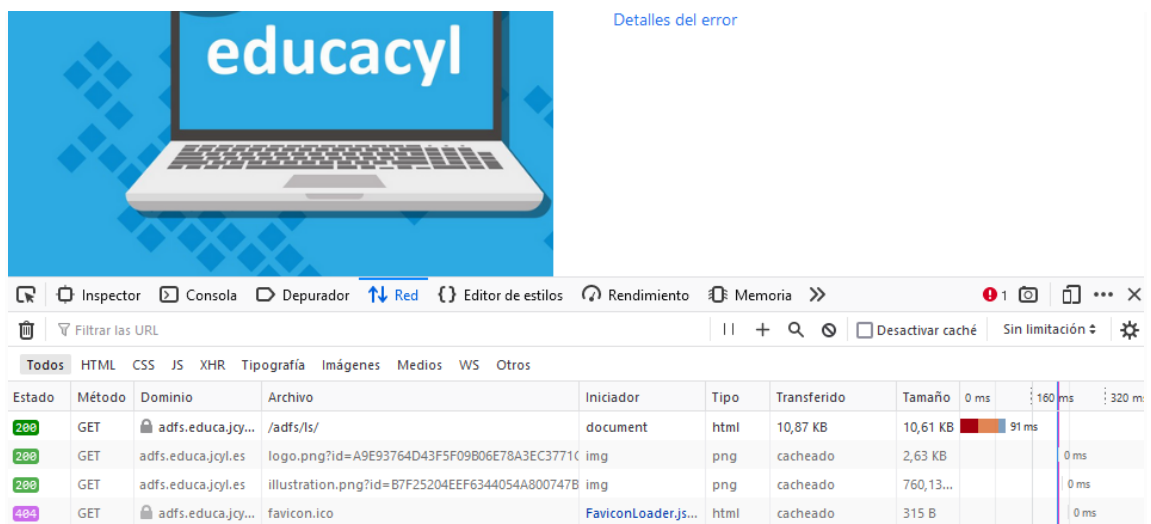 Detalles del error
educacyl
Inspector Consola Depurador Red Editor de estilos Rendimiento Memoria 1
Filtrar las URL Desactivar caché Sin limitación
Todos HTML CSS JS XHR Tipografía Imágenes Medios WS Otros
Estado Método Dominio Archivo Iniciador Tipo Transferido Tamaño 0 ms 160 ms 320 m
200 GET adfs.educa.jcy... /adfs/ls/ document html 10,87 KB 10,61 KB 91 ms
200 GET adfs.educa.jcyl.es logo.png?id=A9E93764D43F5F09B06E78A3EC3771C img png cacheado 2,63 KB 0 ms
200 GET adfs.educa.jcyl.es illustration.png?id=B7F25204EEF6344054A800747B img png cacheado 760,13... 0 ms
404 GET adfs.educa.jcy... favicon.ico FaviconLoader.js... html cacheado 315 B 0 ms